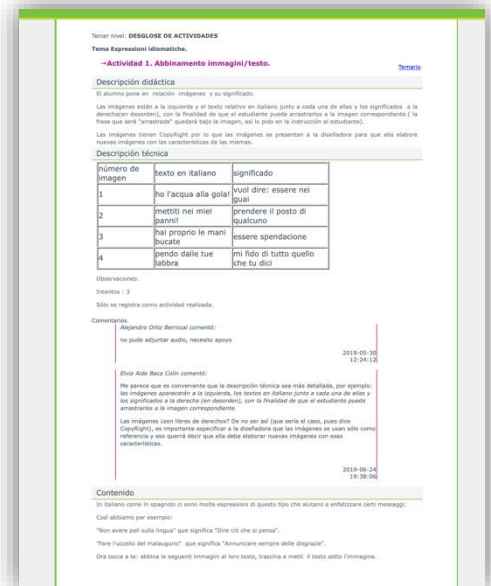 Tercer nivel: DESGLOSE DE ACTIVIDADES
Tema Espressioni idiomatiche.
→Actividad 1. Abbinamento immagini/testo.
Temario
Descripción didáctica
El alumno pone en relación imágenes y su significado.
Las imágenes están a la izquierda y el texto relativo en italiano junto a cada una de ellas y los significados a la
derecha(en desorden), con la finalidad de que el estudiante pueda arrastrarlos a la imagen correspondiente.( la
frase que será "arrastrada" quedará bajo la imagen, así lo pido en la instrucción al estudiante).
Las imágenes tienen CopyRight por lo que las imágenes se presentan a la diseñadora para que ella elabore
nuevas imágenes con las características de las mismas.
Descripción técnica
número de imagen texto en italiano significado
1 ho l'acqua alla gola! vuol dire: essere nei guai
2 mettiti nei miei panni! prendere il posto di qualcuno
3 hai proprio le mani bucate essere spendacione
4 pendo dalle tue labbra mi fido di tutto quello che tu dici
Observaciones.
Intentos : 3
Sólo se registra como actividad realizada.
Comentarios
Alejandro Ortiz Berrocal comentó:
no pude adjuntar audio, necesito apoyo
2019-05-30
12:24:12
Elvia Aide Baca Colín comentó:
Me parece que es conveniente que la descripción técnica sea más detallada, por ejemplo:
las imágenes aparecerán a la izquierda, los textos en italiano junto a cada una de ellas y
los significados a la derecha (en desorden), con la finalidad de que el estudiante pueda
arrastrarlos a la imagen correspondiente.
Las imágenes ¿son libres de derechos? De no ser así (que sería el caso, pues dice
CopyRight), es importante especificar a la diseñadora que las imágenes se usan sólo como
referencia y eso querrá decir que ella debe elaborar nuevas imágenes con esas
características.
2019-06-24
19:38:06
Contenido
In italiano come in spagnolo ci sono molte espressioni di questo tipo che aiutano a enfatizzare certi messaggi:
Così abbiamo per esempio:
"Non avere peli sulla lingua" que significa "Dire ciò che si pensa".
"Fare l'uccello del malaugurio" que significa "Annunciare sempre delle disgrazie".
Ora tocca a te: abbina le seguenti immagini al loro testo, trascina e metti il testo sotto l'immagine.